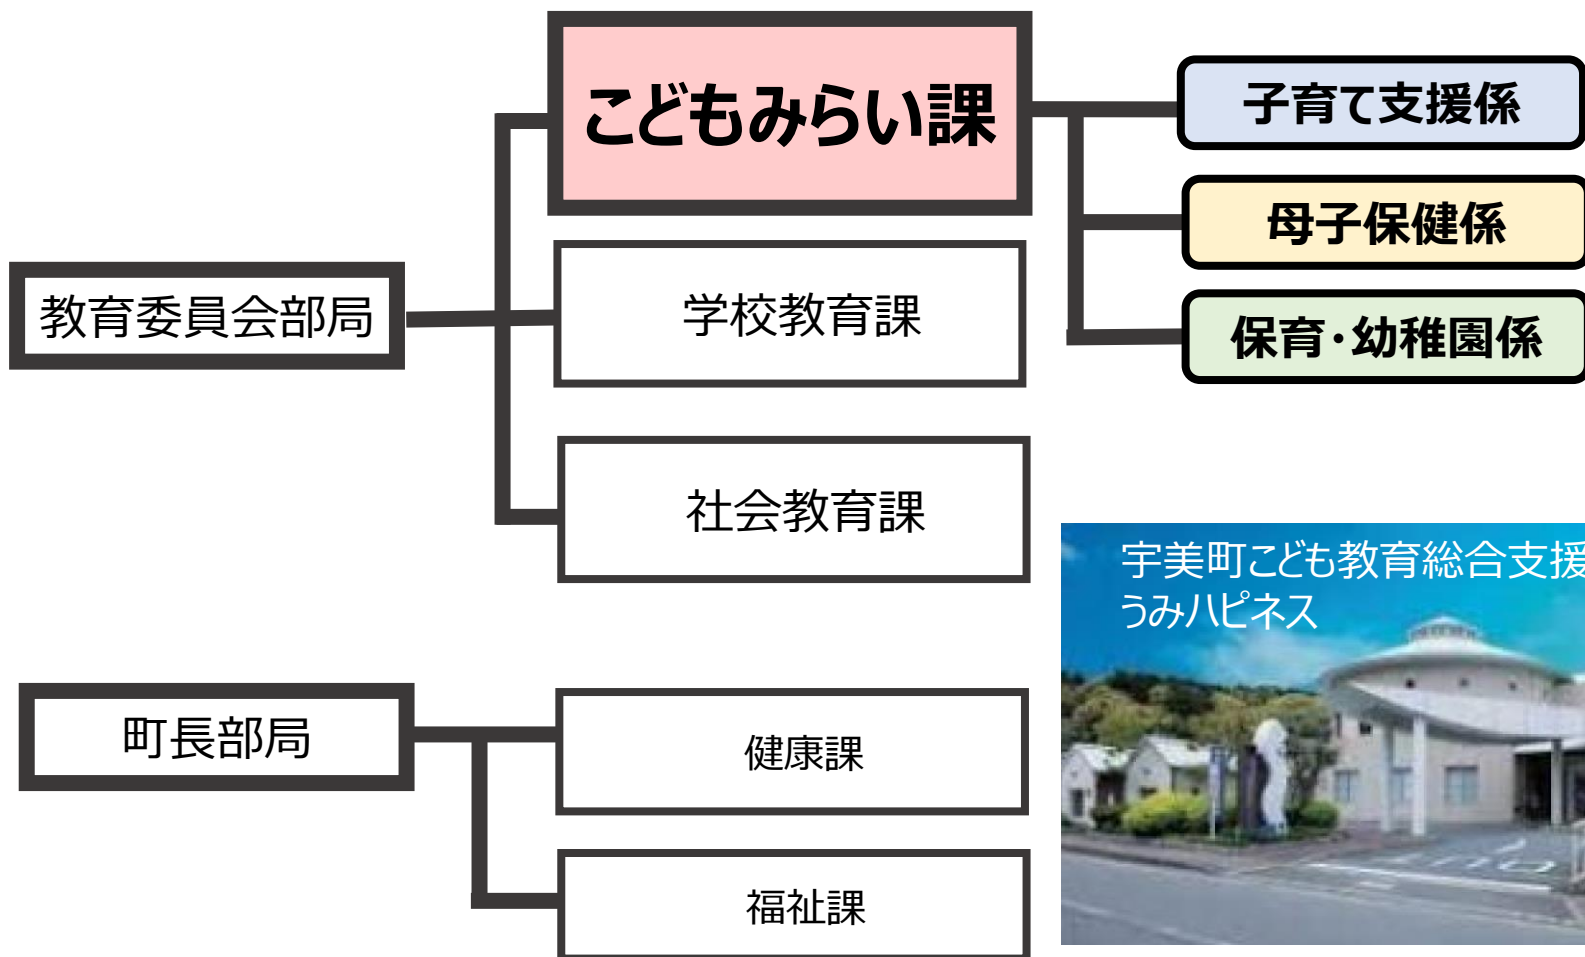 こどもみらい課
子育て支援係
母子保健係
保育・幼稚園係
教育委員会部局
学校教育課
社会教育課
宇美町こども教育総合支援
うみハピネス
町長部局
健康課
福祉課